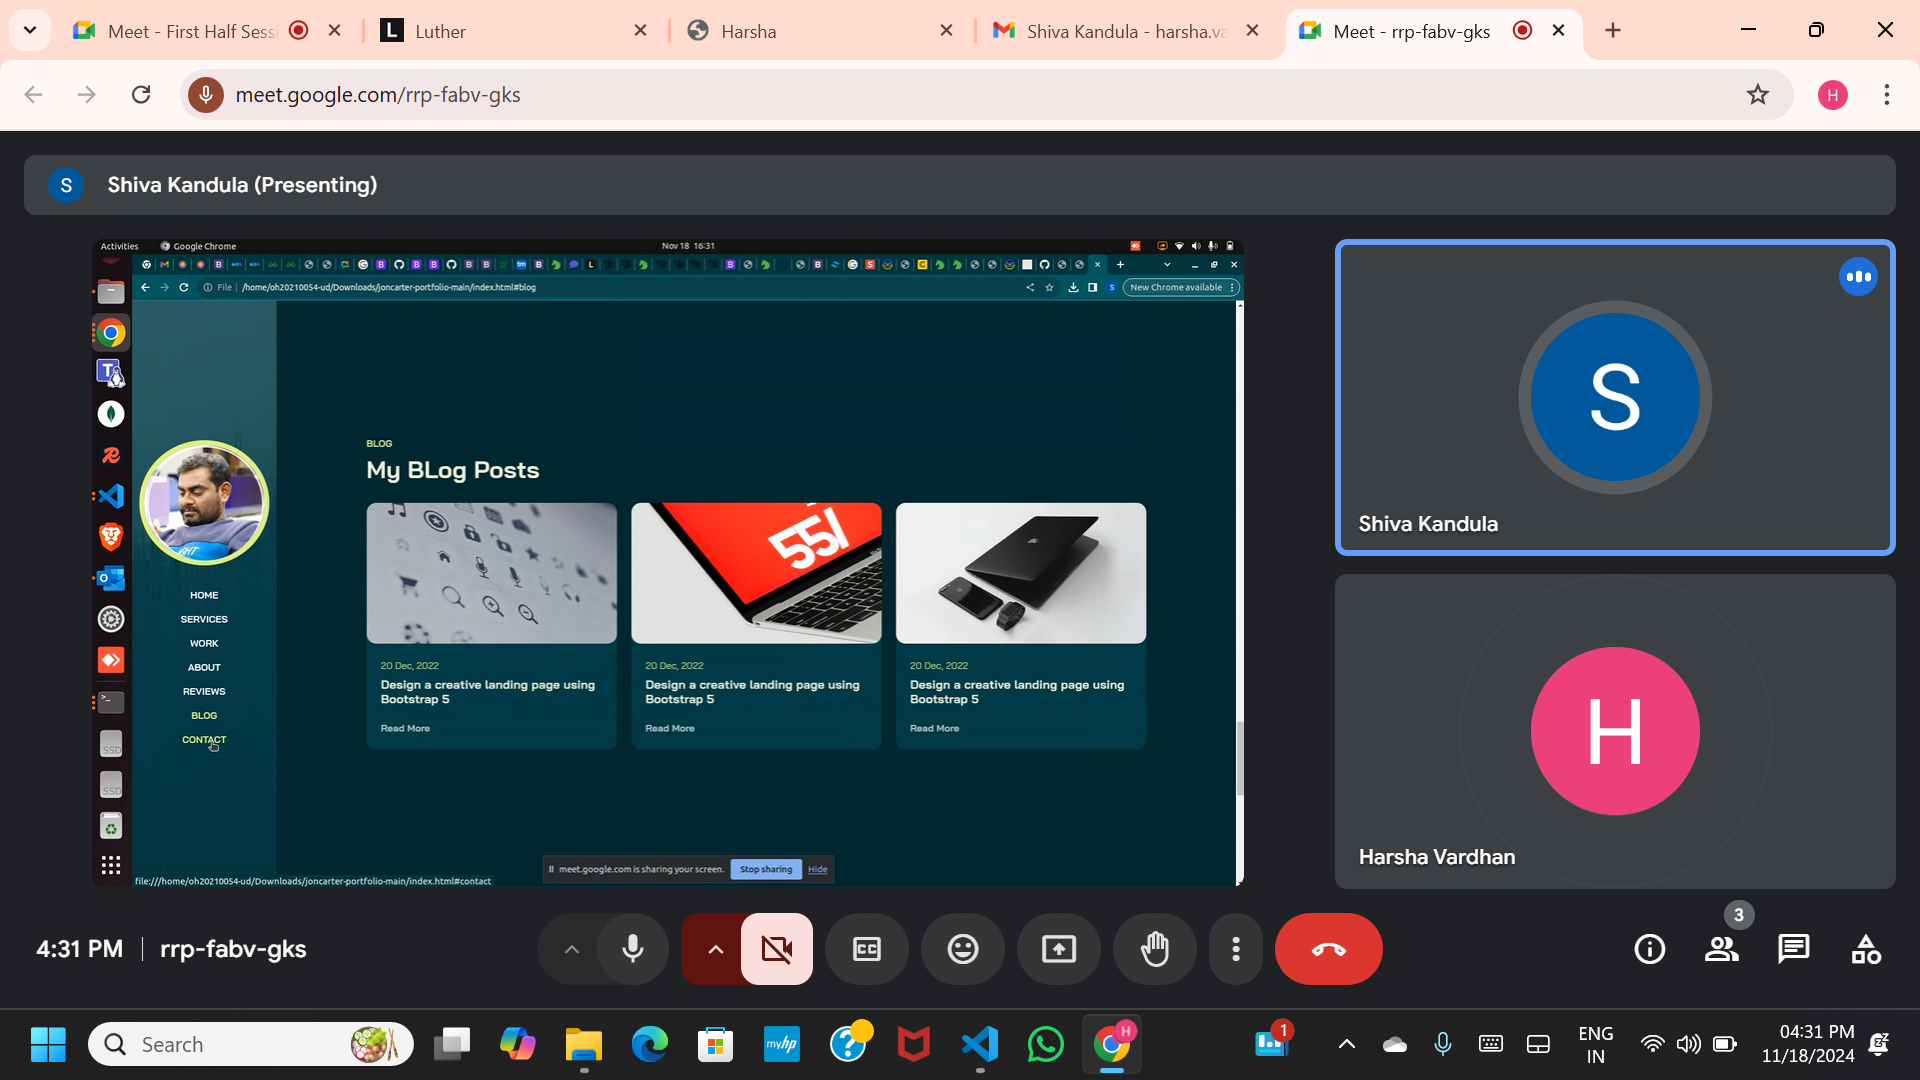 Meet - First Half Sessi
Luther
Harsha
Shiva Kandula - harsha.va
Meet - rrp-fabv-gks
meet.google.com/rrp-fabv-gks
H
S Shiva Kandula (Presenting)
Activities Google Chrome Nov 18 16:31
File /home/oh20210054-ud/Downloads/joncarter-portfolio-main/index.html#blog
New Chrome available
HOME
SERVICES
WORK
ABOUT
REVIEWS
BLOG
CONTACT
BLOG
My BLog Posts
55/
20 Dec, 2022
Design a creative landing page using
Bootstrap 5
Read More
20 Dec, 2022
Design a creative landing page using
Bootstrap 5
Read More
20 Dec, 2022
Design a creative landing page using
Bootstrap 5
Read More
SSD
SSD
meet.google.com is sharing your screen. Stop sharing Hide
file:///home/oh20210054-ud/Downloads/joncarter-portfolio-main/index.html#contact
S
Shiva Kandula
H
Harsha Vardhan
4:31 PM rrp-fabv-gks
CC
3
Search
myhp
H
1
ENG
IN
04:31 PM
11/18/2024